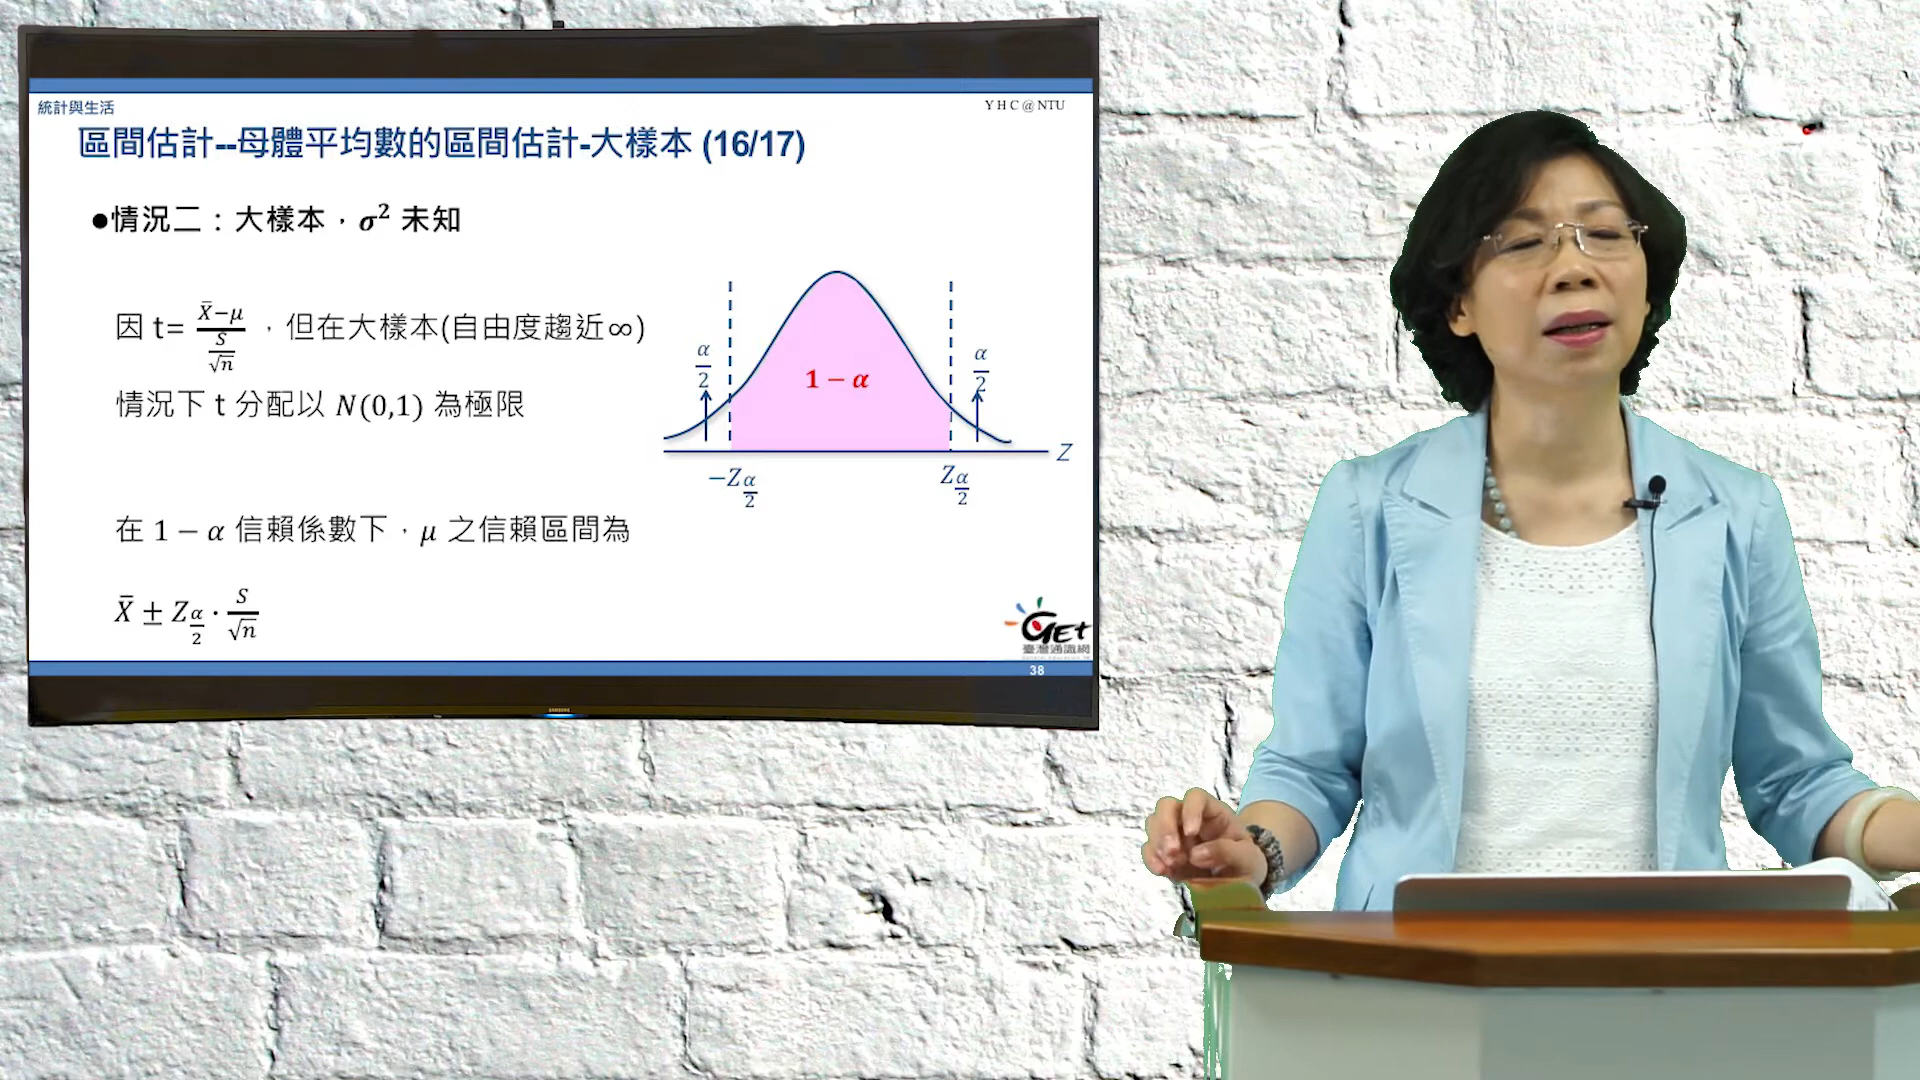 統計與生活
Y H C @ NTU
區間估計--母體平均數的區間估計-大樣本 (16/17)
●情況二：大樣本，σ² 未知
因 t= (X̄−μ)/(S/√n) ，但在大樣本(自由度趨近∞)
情況下 t 分配以 N(0,1) 為極限
在 1 − α 信賴係數下，μ 之信賴區間為
X̄ ± Z α/2 · S/√n
α/2
1 − α
α/2
Z
−Z α/2
Z α/2
GET
臺灣通識網
38
SAMSUNG